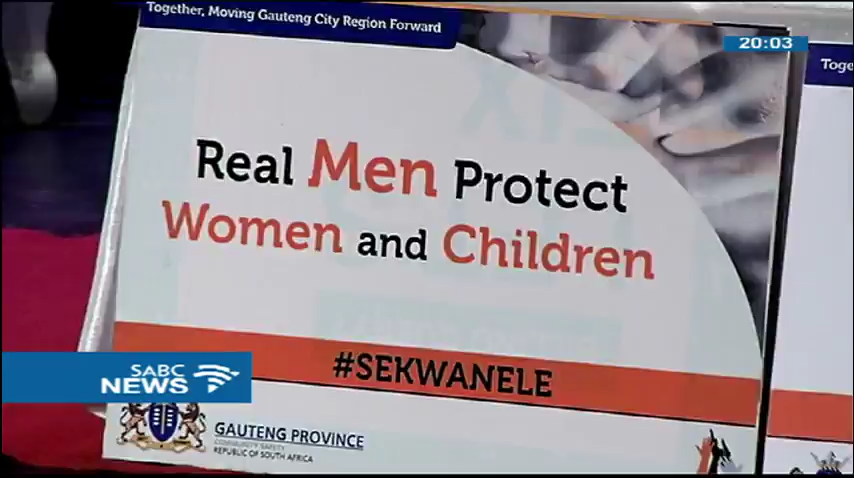 Together, Moving Gauteng City Region Forward
20:03
Toge
Real Men Protect
Women and Children
#SEKWANELE
SABC
NEWS
GAUTENG PROVINCE
COMMUNITY SAFETY
REPUBLIC OF SOUTH AFRICA